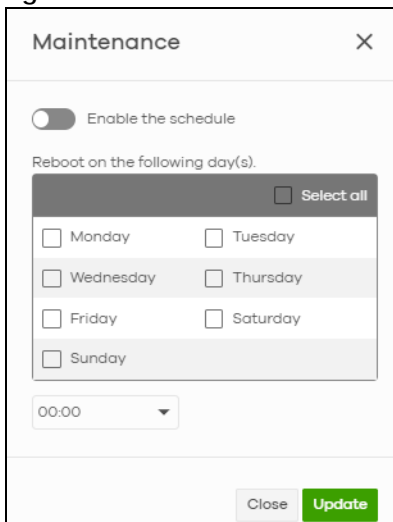 Maintenance
Enable the schedule
Reboot on the following day(s).
Select all
Monday Tuesday
Wednesday Thursday
Friday Saturday
Sunday
00:00
Close Update